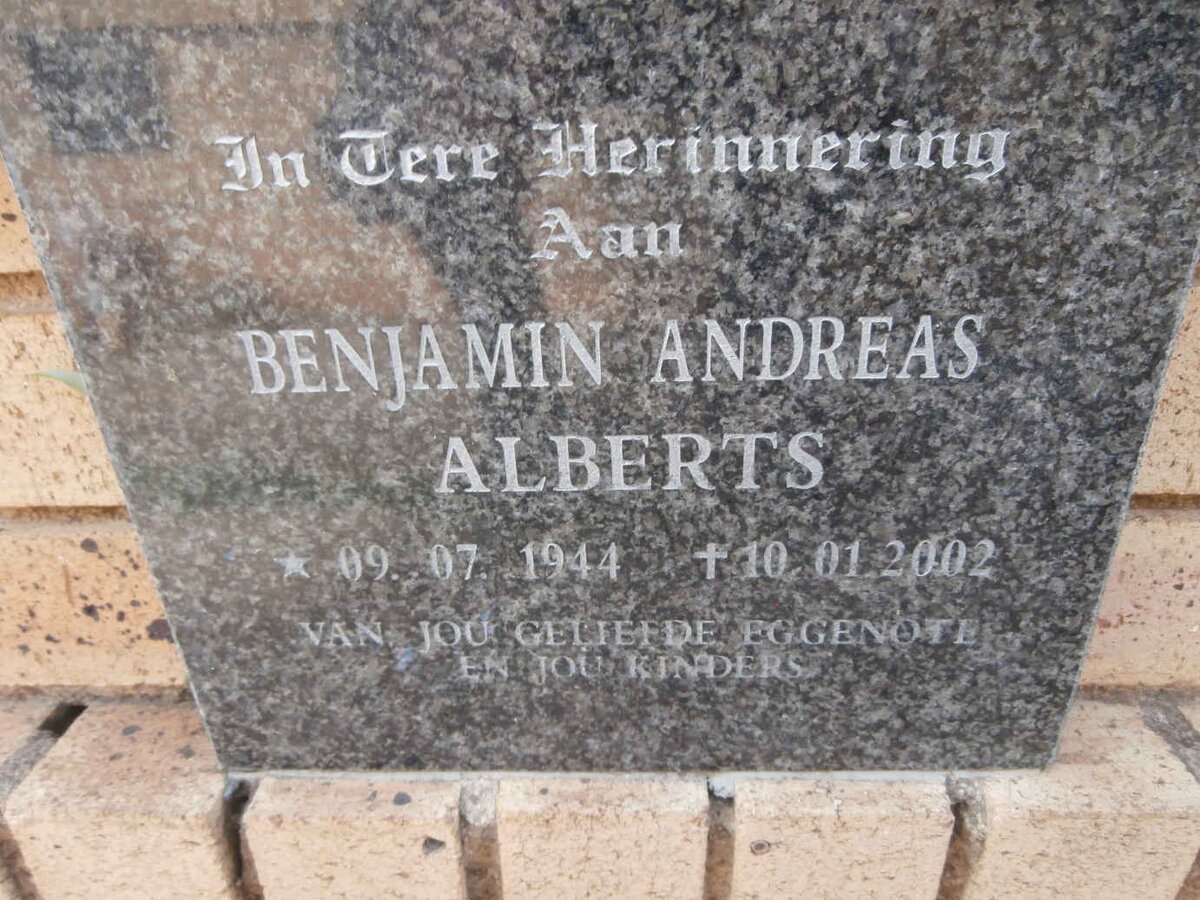 In Tere Herinnering
Aan
BENJAMIN ANDREAS
ALBERTS
★ 09. 07. 1944 ✝ 10. 01.2002
VAN JOU GELIEFDE EGGENOTE
EN JOU KINDERS